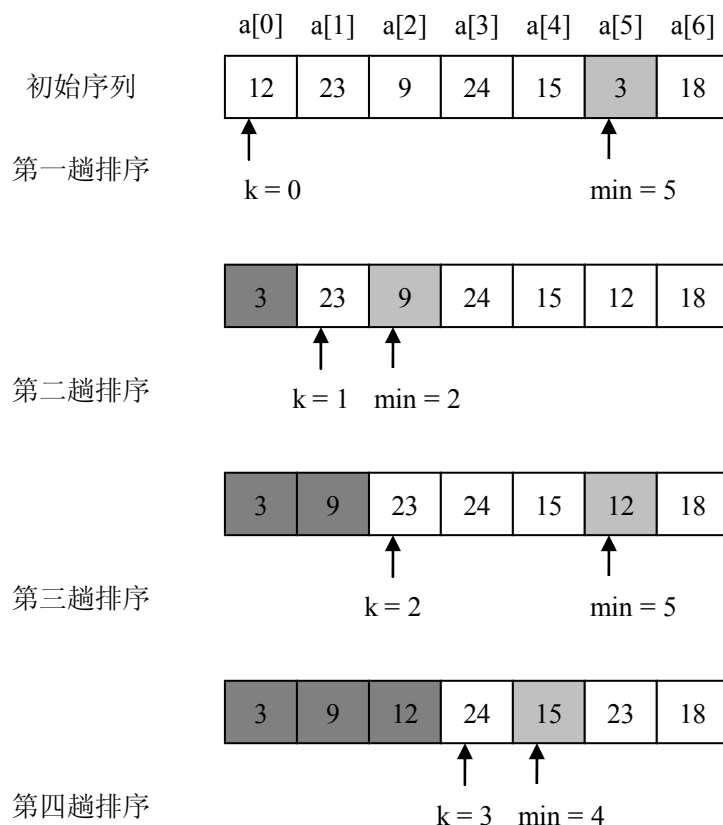 a[0] a[1] a[2] a[3] a[4] a[5] a[6]
初始序列 12 23 9 24 15 3 18
第一趟排序
k = 0 min = 5
3 23 9 24 15 12 18
第二趟排序
k = 1 min = 2
3 9 23 24 15 12 18
第三趟排序
k = 2 min = 5
3 9 12 24 15 23 18
第四趟排序
k = 3 min = 4